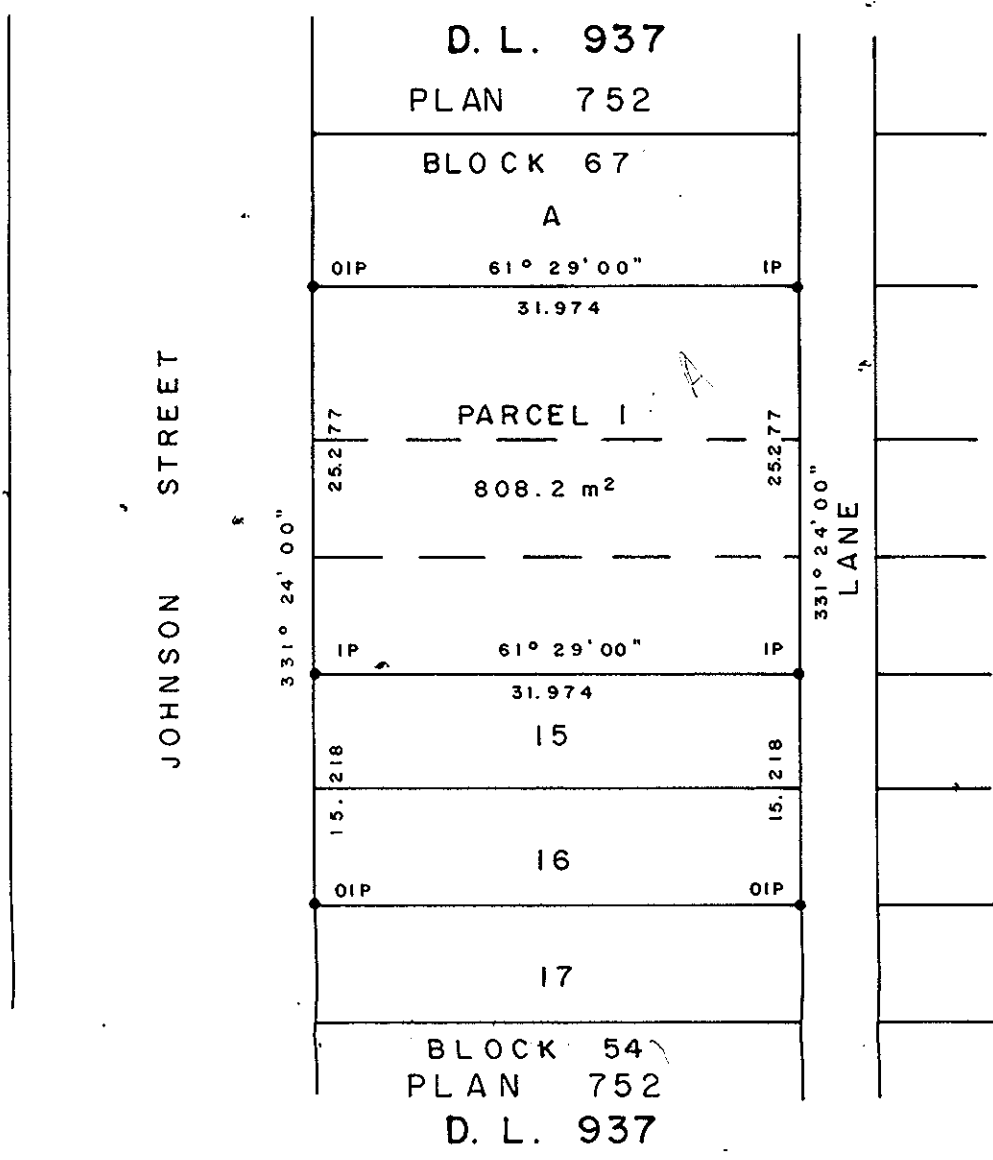 D. L. 937
PLAN 752
BLOCK 67
A
OIP 61° 29' 00" IP
31.974
A
JOHNSON STREET
PARCEL 1
25.277
25.277
808.2 m²
331° 24' 00"
331° 24' 00"
LANE
IP 61° 29' 00" IP
31.974
15
15.218
15.218
16
OIP OIP
17
BLOCK 54
PLAN 752
D. L. 937